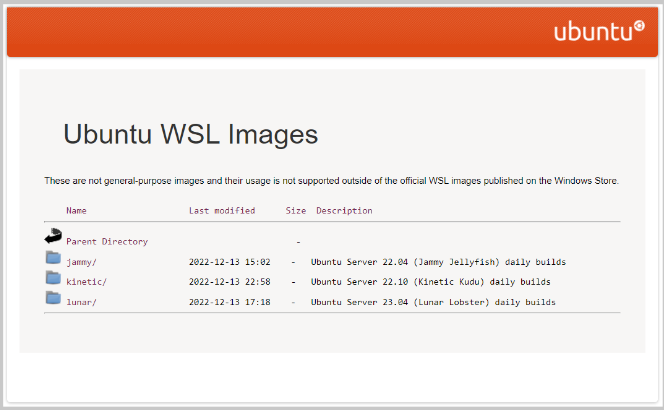 ubuntu
Ubuntu WSL Images
These are not general-purpose images and their usage is not supported outside of the official WSL images published on the Windows Store.
Name Last modified Size Description
Parent Directory -
jammy/ 2022-12-13 15:02 - Ubuntu Server 22.04 (Jammy Jellyfish) daily builds
kinetic/ 2022-12-13 22:58 - Ubuntu Server 22.10 (Kinetic Kudu) daily builds
lunar/ 2022-12-13 17:18 - Ubuntu Server 23.04 (Lunar Lobster) daily builds